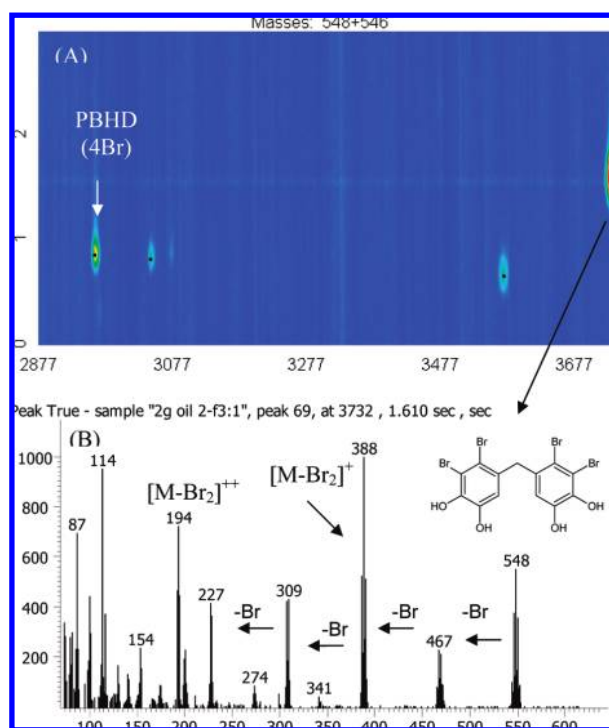 Masses: 548+546
(A)
PBHD
(4Br)
2
1
0
2877 3077 3277 3477 3677
Peak True - sample "2g oil 2-f3:1", peak 69, at 3732 , 1.610 sec , sec
(B)
1000
800
600
400
200
114
87
154
194
227
274
309
341
388
467
548
[M-Br₂]⁺⁺
[M-Br₂]⁺
-Br
-Br
-Br
-Br
Br Br Br Br
HO OH OH OH
100 150 200 250 300 350 400 450 500 550 600